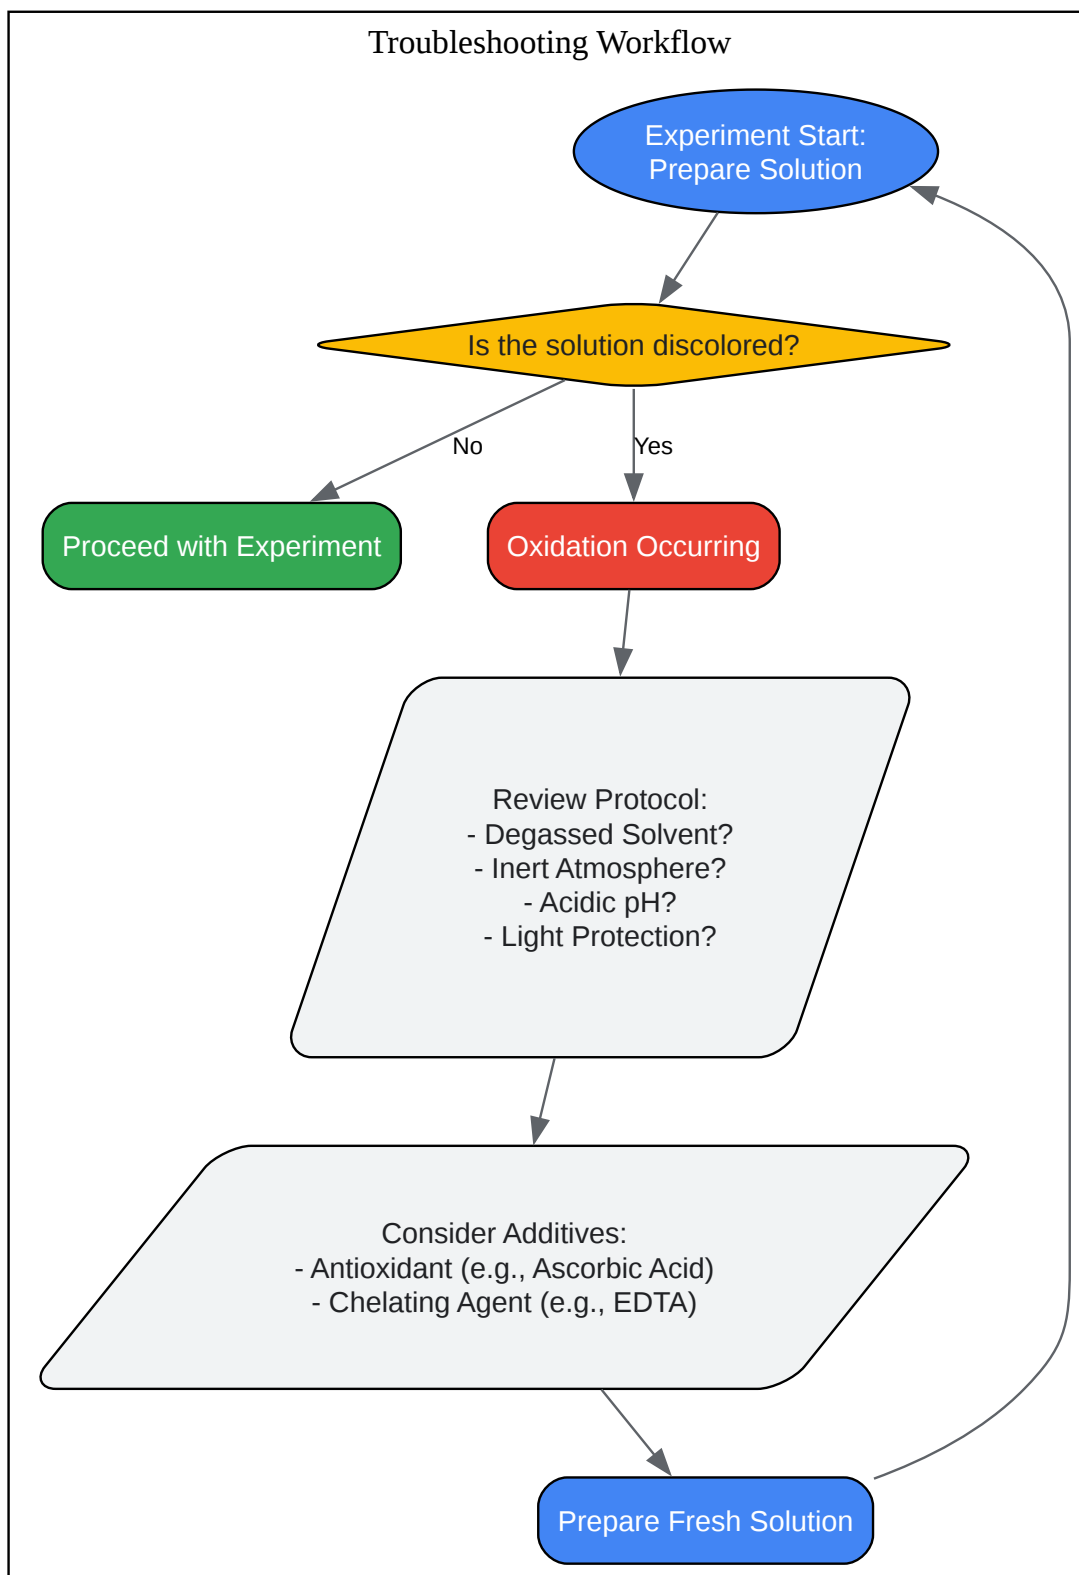 Troubleshooting Workflow
Experiment Start:
Prepare Solution
Is the solution discolored?
No
Yes
Proceed with Experiment
Oxidation Occurring
Review Protocol:
- Degassed Solvent?
- Inert Atmosphere?
- Acidic pH?
- Light Protection?
Consider Additives:
- Antioxidant (e.g., Ascorbic Acid)
- Chelating Agent (e.g., EDTA)
Prepare Fresh Solution